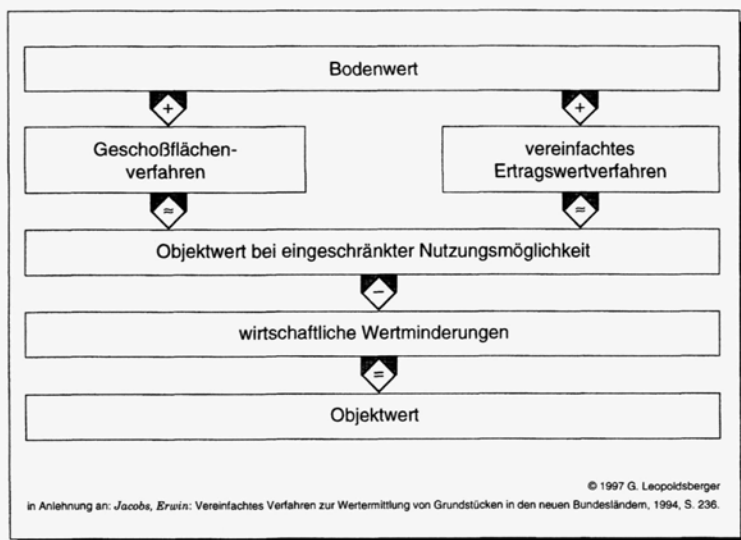 Bodenwert
+ +
Geschoßflächen-
verfahren
vereinfachtes
Ertragswertverfahren
≈ ≈
Objektwert bei eingeschränkter Nutzungsmöglichkeit
–
wirtschaftliche Wertminderungen
=
Objektwert
© 1997 G. Leopoldsberger
in Anlehnung an: Jacobs, Erwin: Vereinfachtes Verfahren zur Wertermittlung von Grundstücken in den neuen Bundesländern, 1994, S. 236.